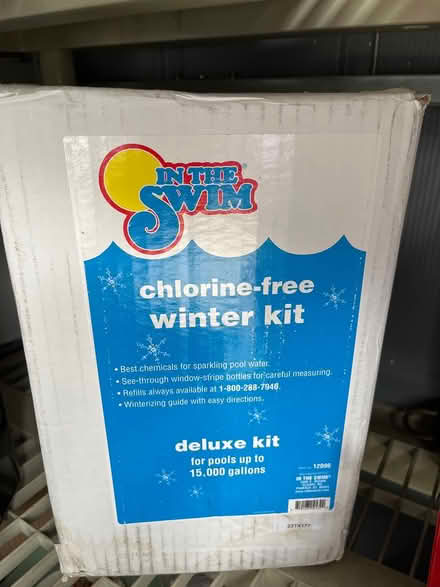 IN THE
SWIM
chlorine-free
winter kit
• Best chemicals for sparkling pool water.
• See-through window-stripe bottles for careful measuring.
• Refills always available at 1-800-288-7946.
• Winterizing guide with easy directions.
deluxe kit
for pools up to
15,000 gallons
IN THE SWIM